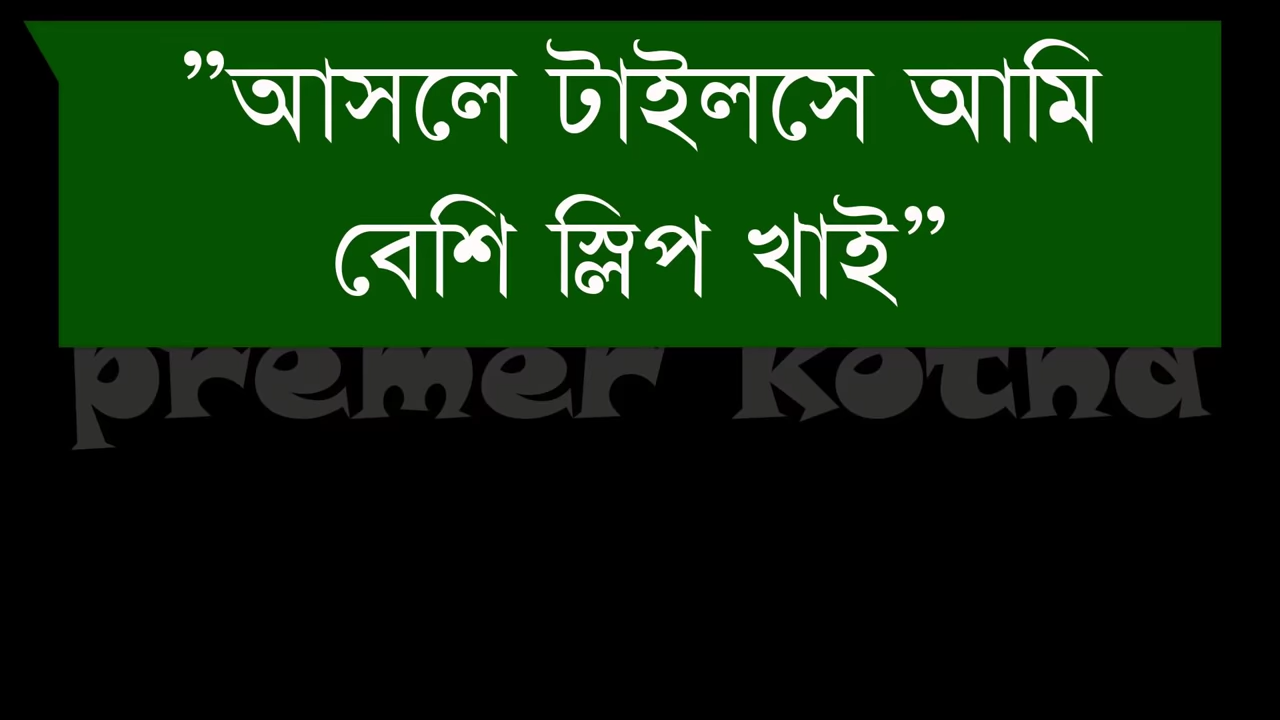 ”আসলে টাইলসে আমি
বেশি স্লিপ খাই”
premer kotha